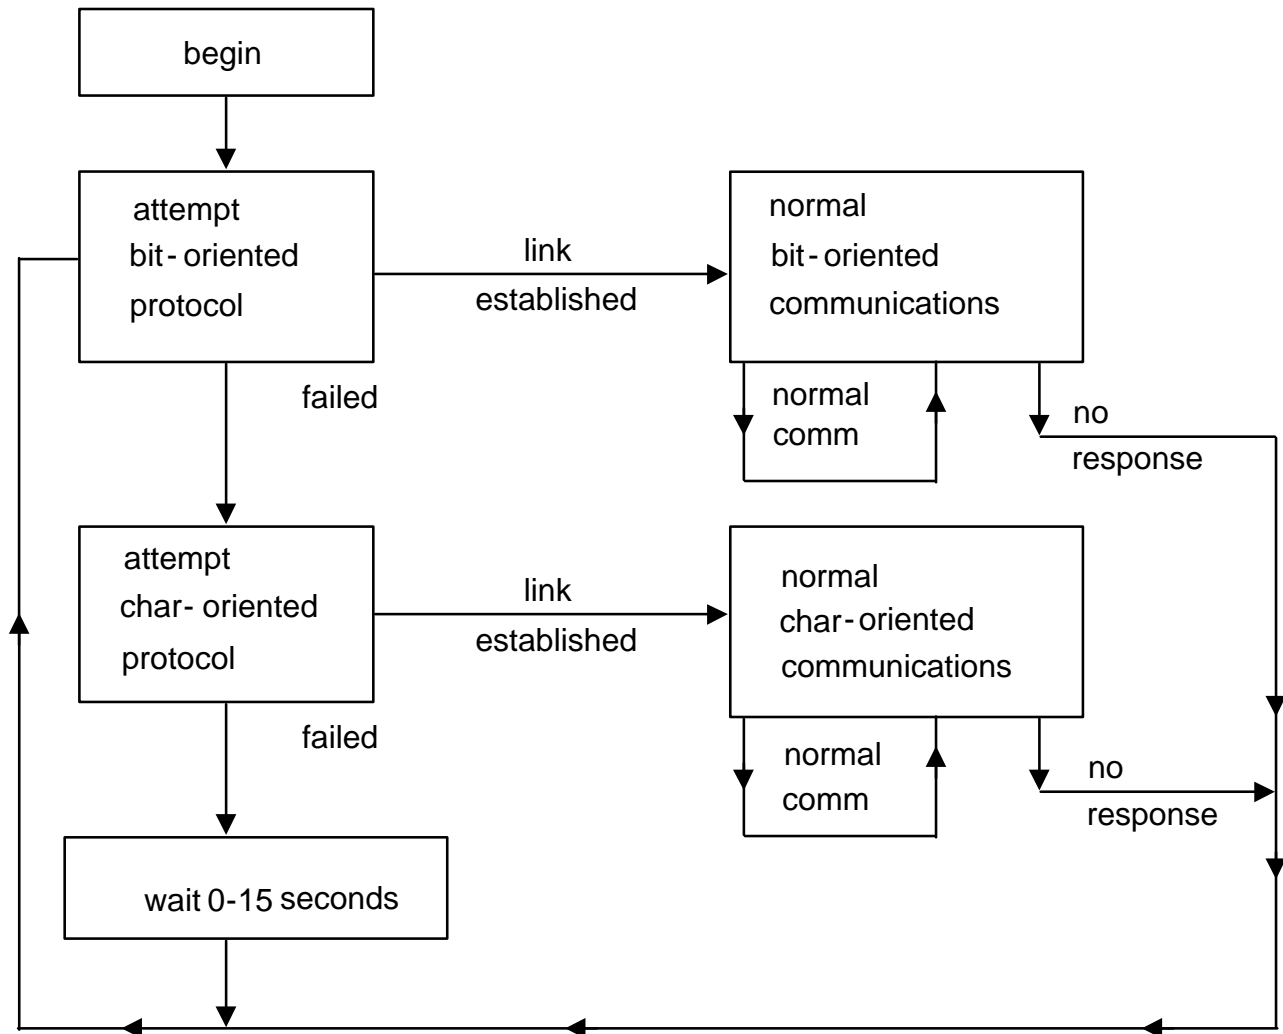 begin
attempt
bit-oriented
protocol
link
established
normal
bit-oriented
communications
failed
normal
comm
no
response
attempt
char-oriented
protocol
link
established
normal
char-oriented
communications
failed
normal
comm
no
response
wait 0-15 seconds